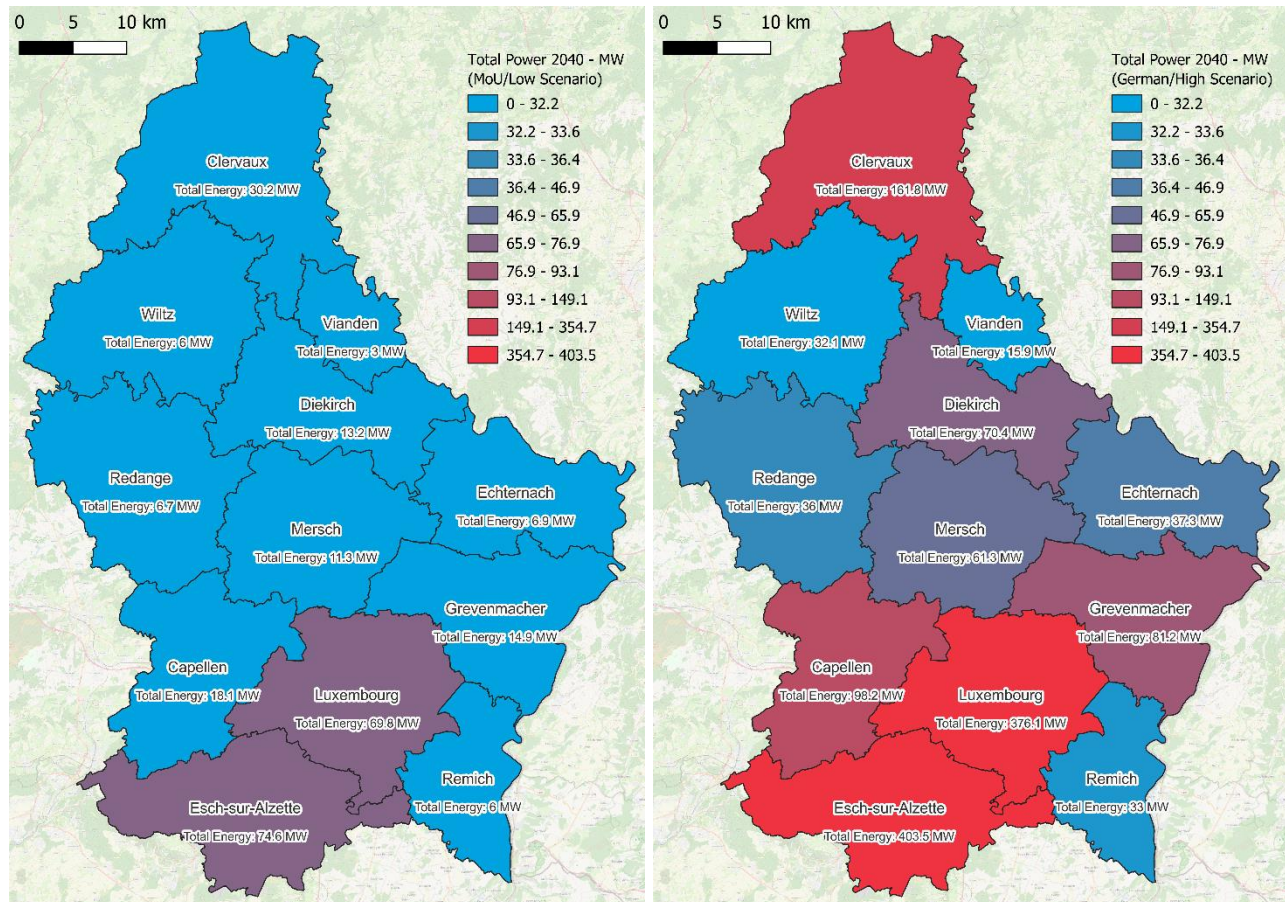 0 5 10 km
Total Power 2040 - MW
(MoU/Low Scenario)
0 - 32.2
32.2 - 33.6
33.6 - 36.4
36.4 - 46.9
46.9 - 65.9
65.9 - 76.9
76.9 - 93.1
93.1 - 149.1
149.1 - 354.7
354.7 - 403.5
Clervaux
Total Energy: 30.2 MW
Wiltz
Total Energy: 6 MW
Vianden
Total Energy: 3 MW
Diekirch
Total Energy: 13.2 MW
Redange
Total Energy: 6.7 MW
Echternach
Total Energy: 6.9 MW
Mersch
Total Energy: 11.3 MW
Grevenmacher
Total Energy: 14.9 MW
Capellen
Total Energy: 18.1 MW
Luxembourg
Total Energy: 69.8 MW
Remich
Total Energy: 6 MW
Esch-sur-Alzette
Total Energy: 74.6 MW
0 5 10 km
Total Power 2040 - MW
(German/High Scenario)
0 - 32.2
32.2 - 33.6
33.6 - 36.4
36.4 - 46.9
46.9 - 65.9
65.9 - 76.9
76.9 - 93.1
93.1 - 149.1
149.1 - 354.7
354.7 - 403.5
Clervaux
Total Energy: 161.8 MW
Wiltz
Total Energy: 32.1 MW
Vianden
Total Energy: 15.9 MW
Diekirch
Total Energy: 70.4 MW
Redange
Total Energy: 36 MW
Echternach
Total Energy: 37.3 MW
Mersch
Total Energy: 61.3 MW
Grevenmacher
Total Energy: 81.2 MW
Capellen
Total Energy: 98.2 MW
Luxembourg
Total Energy: 376.1 MW
Remich
Total Energy: 33 MW
Esch-sur-Alzette
Total Energy: 403.5 MW